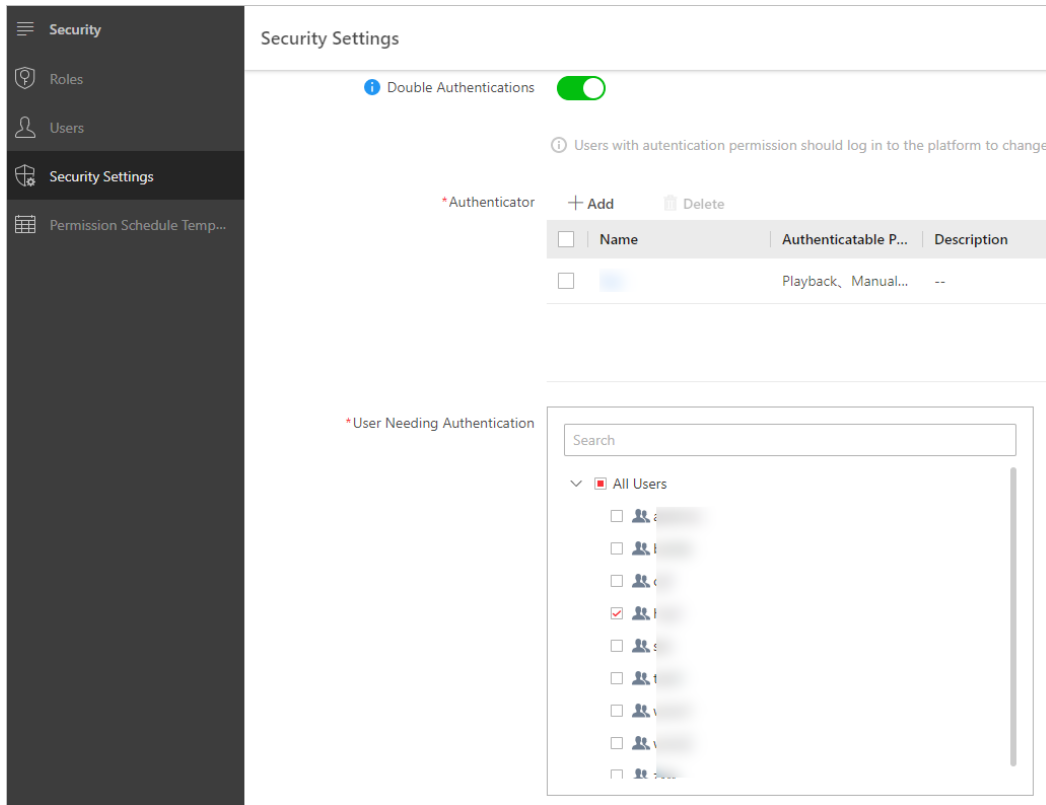 Security
Roles
Users
Security Settings
Permission Schedule Temp...
Security Settings
Double Authentications
Users with autentication permission should log in to the platform to change
*Authenticator
Add
Delete
Name
Authenticatable P...
Description
Playback、Manual...
--
*User Needing Authentication
Search
All Users